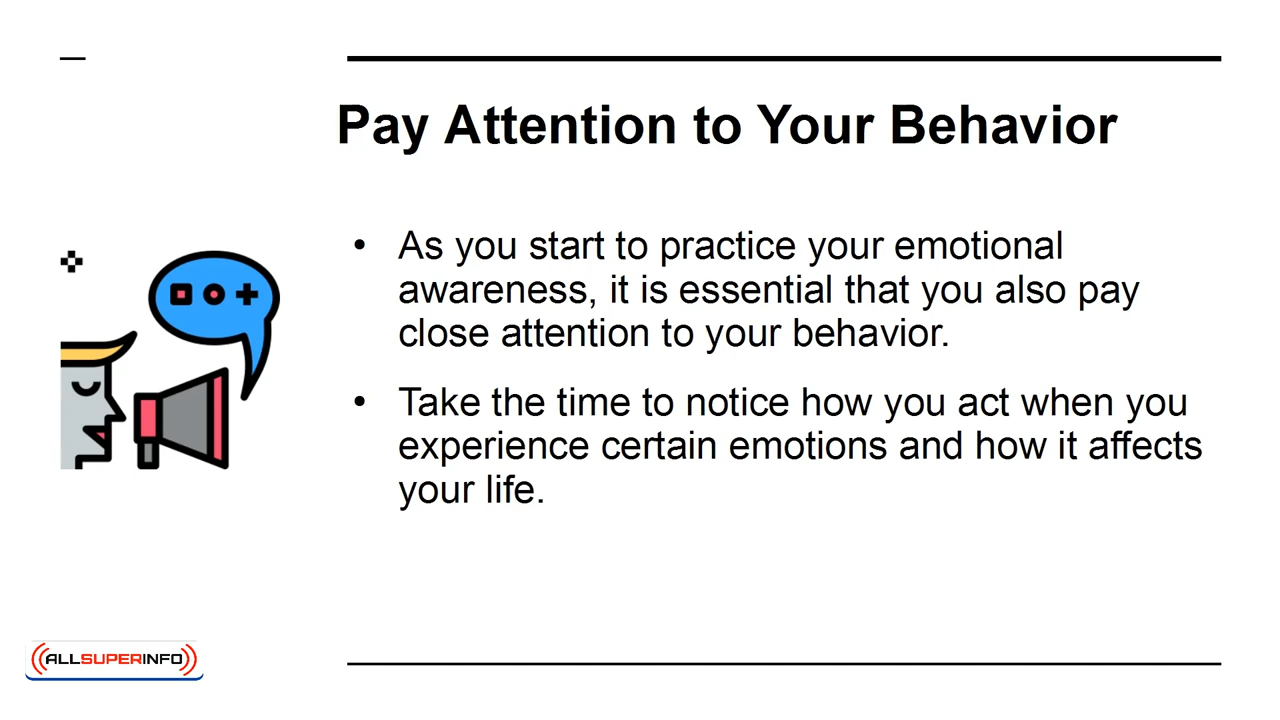 Pay Attention to Your Behavior
• As you start to practice your emotional
awareness, it is essential that you also pay
close attention to your behavior.
• Take the time to notice how you act when you
experience certain emotions and how it affects
your life.
ALLSUPERINFO